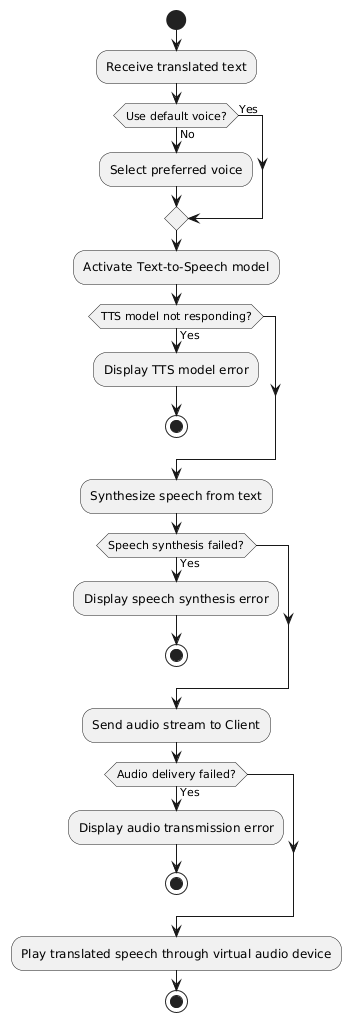 Receive translated text
Use default voice?
Yes
No
Select preferred voice
Activate Text-to-Speech model
TTS model not responding?
Yes
Display TTS model error
Synthesize speech from text
Speech synthesis failed?
Yes
Display speech synthesis error
Send audio stream to Client
Audio delivery failed?
Yes
Display audio transmission error
Play translated speech through virtual audio device